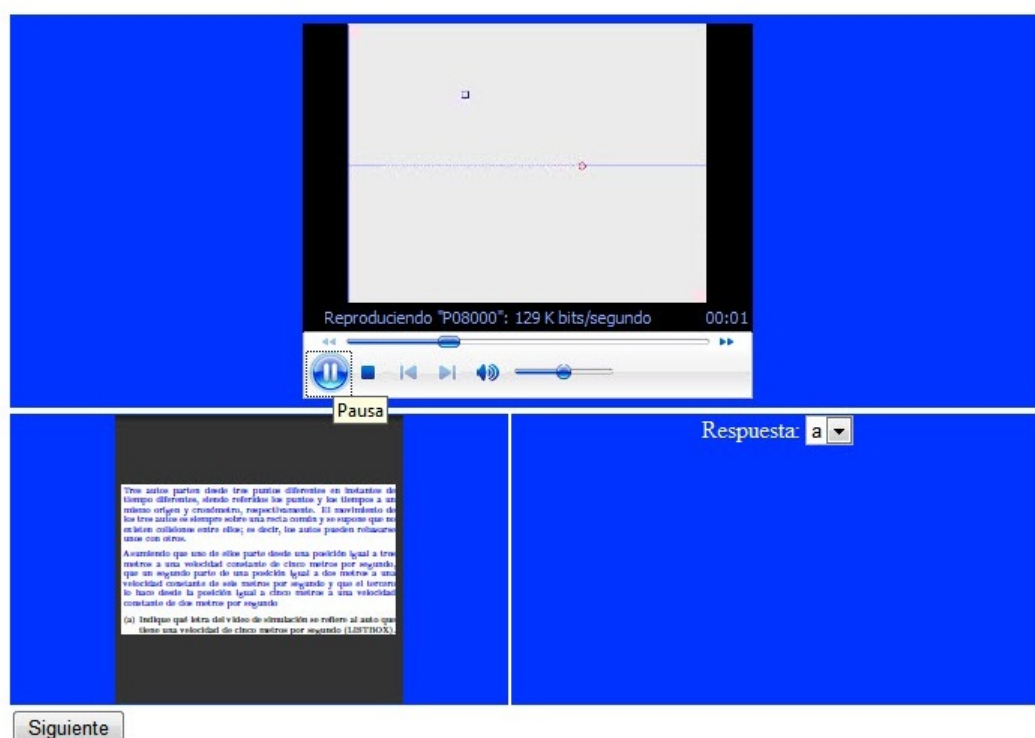 Reproduciendo "P08000": 129 K bits/segundo 00:01
Pausa
Respuesta: a
Tres autos parten desde tres puntos diferentes en instantes de
tiempo diferentes, siendo referidos los puntos y los tiempos a un
mismo origen y cronómetro, respectivamente. El movimiento de
los tres autos es siempre sobre una recta común y se supone que no
existen colisiones entre ellos; es decir, los autos pueden rebasarse
unos con otros.
Asumiendo que uno de ellos parte desde una posición igual a tres
metros a una velocidad constante de cinco metros por segundo,
que un segundo parte de una posición igual a dos metros a una
velocidad constante de seis metros por segundo y que el tercero
lo hace desde la posición igual a cinco metros a una velocidad
constante de dos metros por segundo
(a) Indique qué letra del video de simulación se refiere al auto que
tiene una velocidad de cinco metros por segundo (LISTBOX).
Siguiente